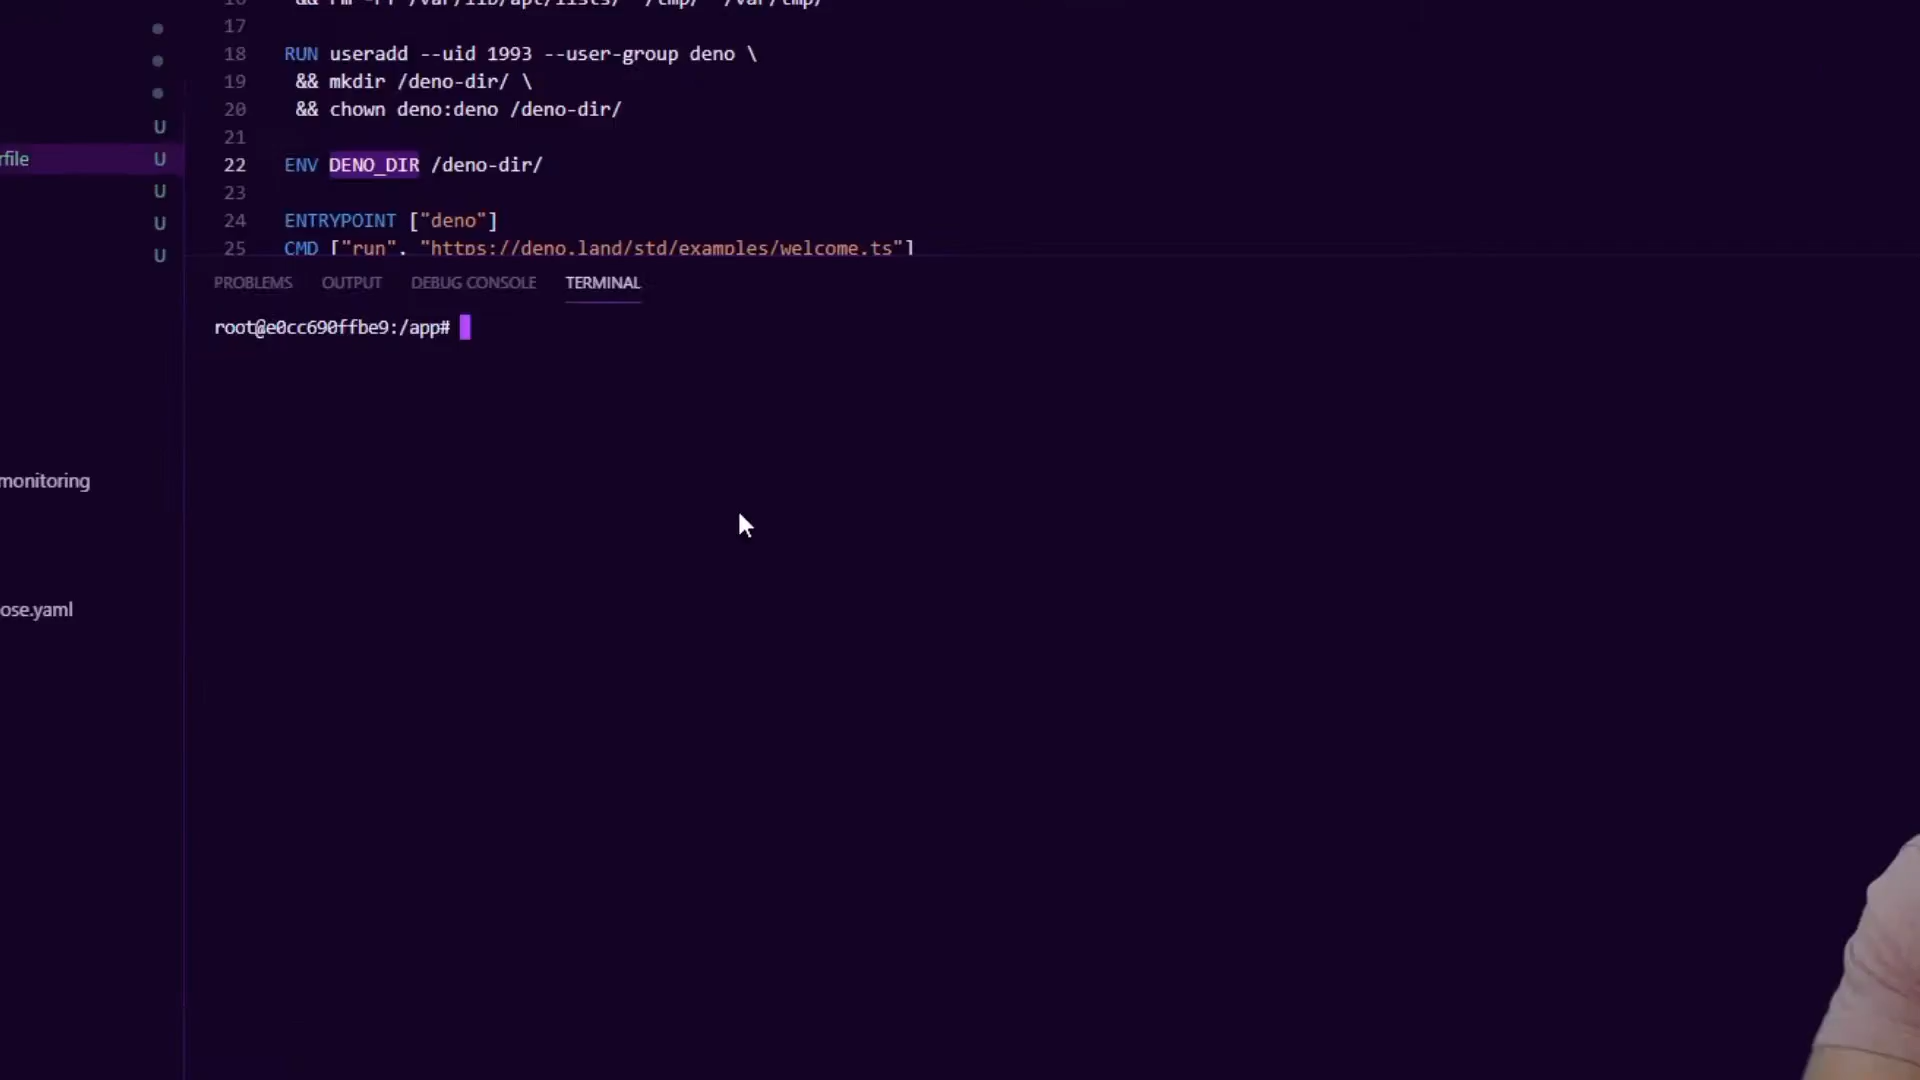 17
18 RUN useradd --uid 1993 --user-group deno \
19 && mkdir /deno-dir/ \
20 && chown deno:deno /deno-dir/
21
22 ENV DENO_DIR /deno-dir/
23
24 ENTRYPOINT ["deno"]
25 CMD ["run", "https://deno.land/std/examples/welcome.ts"]
U
rfile U
U
U
U
PROBLEMS OUTPUT DEBUG CONSOLE TERMINAL
root@e0cc690ffbe9:/app#
monitoring
ose.yaml